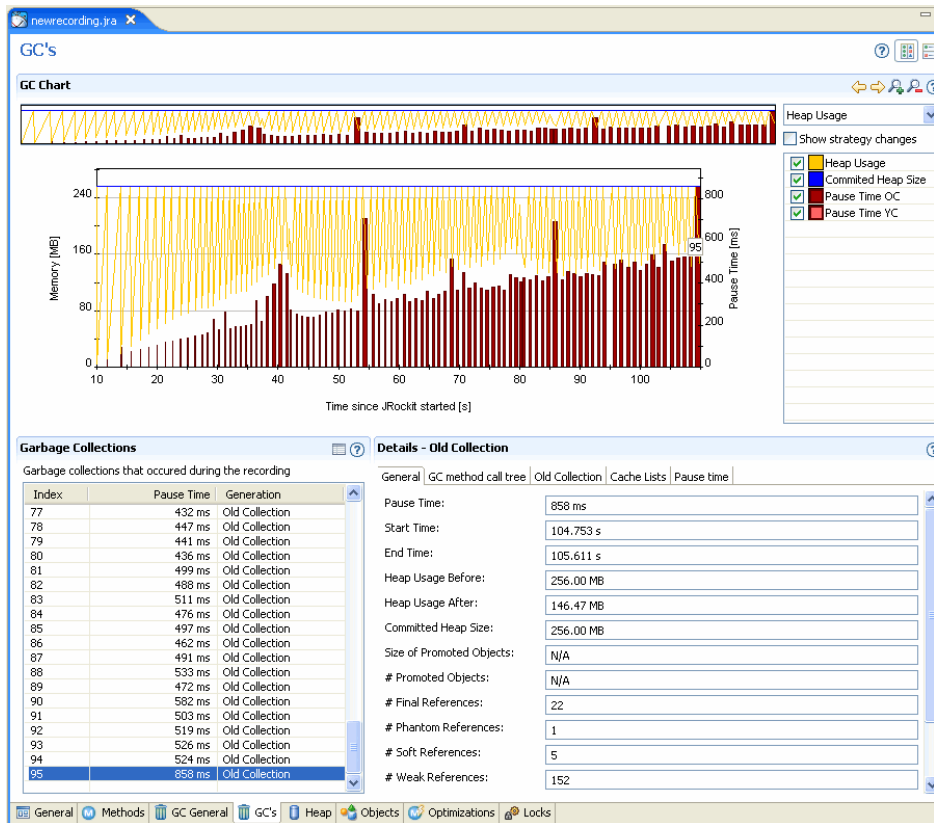 newrecording.jra
GC's
GC Chart
Heap Usage
Show strategy changes
Heap Usage
Commited Heap Size
Pause Time OC
Pause Time YC
240
160
80
0
Memory [MB]
800
600
400
200
0
Pause Time [ms]
95
10 20 30 40 50 60 70 80 90 100
Time since JRockit started [s]
Garbage Collections
Garbage collections that occured during the recording
Index Pause Time Generation
77 432 ms Old Collection
78 447 ms Old Collection
79 441 ms Old Collection
80 436 ms Old Collection
81 499 ms Old Collection
82 488 ms Old Collection
83 511 ms Old Collection
84 476 ms Old Collection
85 497 ms Old Collection
86 462 ms Old Collection
87 491 ms Old Collection
88 533 ms Old Collection
89 472 ms Old Collection
90 582 ms Old Collection
91 503 ms Old Collection
92 519 ms Old Collection
93 526 ms Old Collection
94 524 ms Old Collection
95 858 ms Old Collection
Details - Old Collection
General GC method call tree Old Collection Cache Lists Pause time
Pause Time: 858 ms
Start Time: 104.753 s
End Time: 105.611 s
Heap Usage Before: 256.00 MB
Heap Usage After: 146.47 MB
Committed Heap Size: 256.00 MB
Size of Promoted Objects: N/A
# Promoted Objects: N/A
# Final References: 22
# Phantom References: 1
# Soft References: 5
# Weak References: 152
General Methods GC General GC's Heap Objects Optimizations Locks